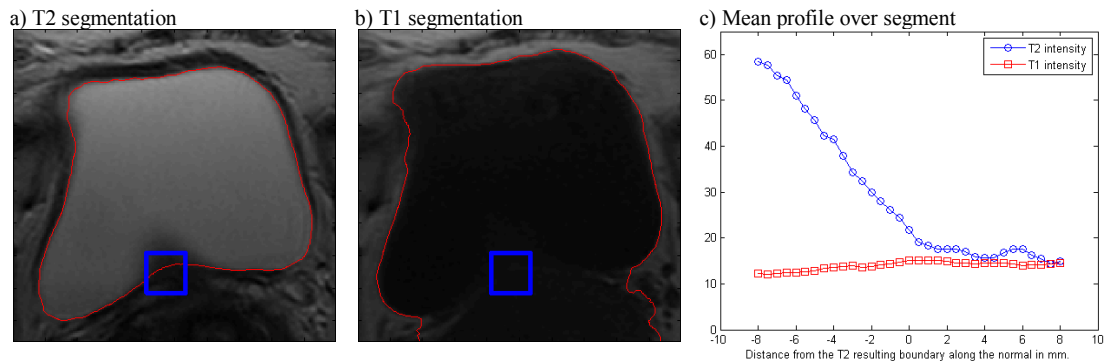 a) T2 segmentation
b) T1 segmentation
c) Mean profile over segment
T2 intensity
T1 intensity
60
50
40
30
20
10
0
-10 -8 -6 -4 -2 0 2 4 6 8 10
Distance from the T2 resulting boundary along the normal in mm.